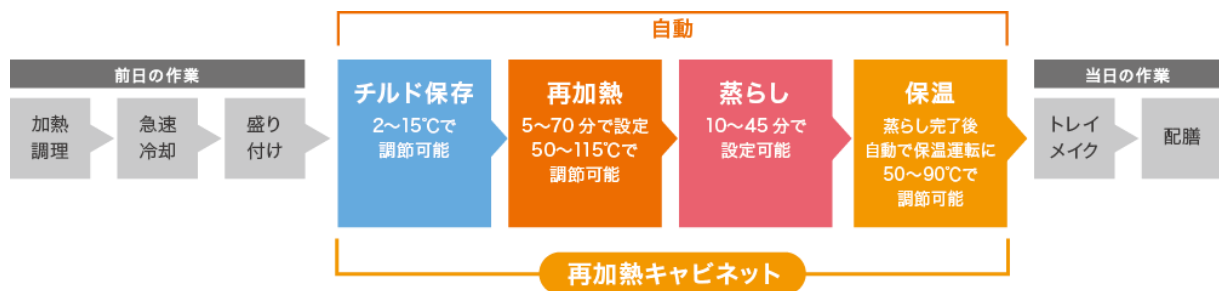 自動
前日の作業
加熱
調理
急速
冷却
盛り
付け
チルド保存
2～15℃で
調節可能
再加熱
5～70分で設定
50～115℃で
調節可能
蒸らし
10～45分で
設定可能
保温
蒸らし完了後
自動で保温運転に
50～90℃で
調節可能
当日の作業
トレイ
メイク
配膳
再加熱キャビネット